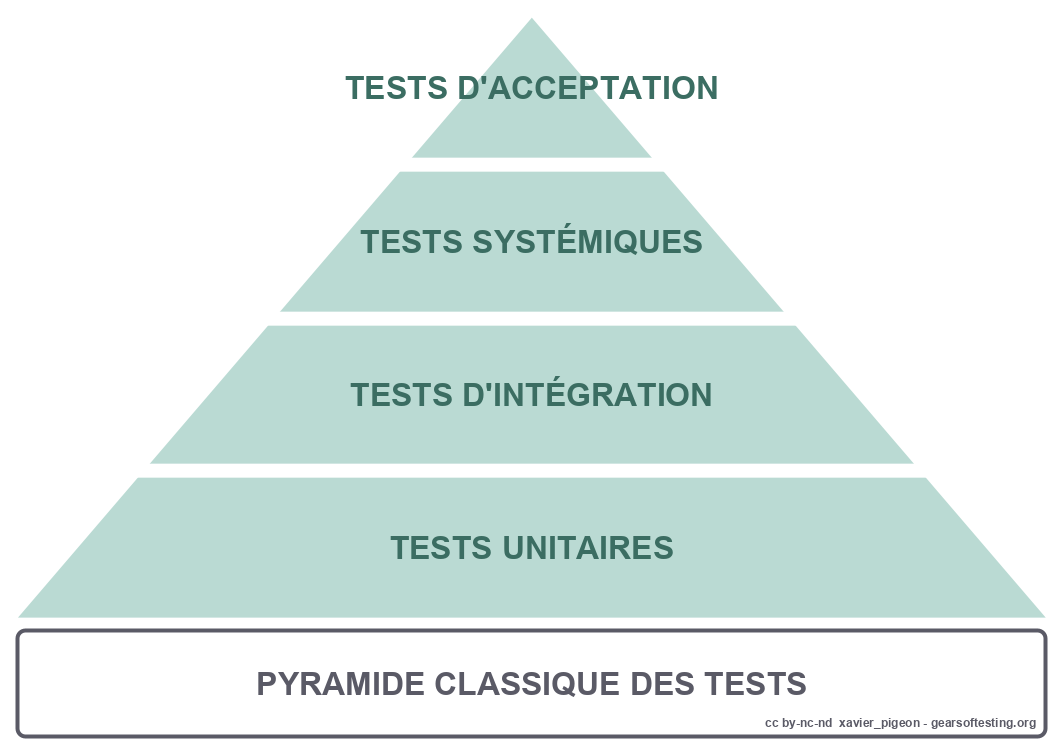 TESTS D'ACCEPTATION
TESTS SYSTÉMIQUES
TESTS D'INTÉGRATION
TESTS UNITAIRES
PYRAMIDE CLASSIQUE DES TESTS
cc by-nc-nd xavier_pigeon - gearsoftesting.org